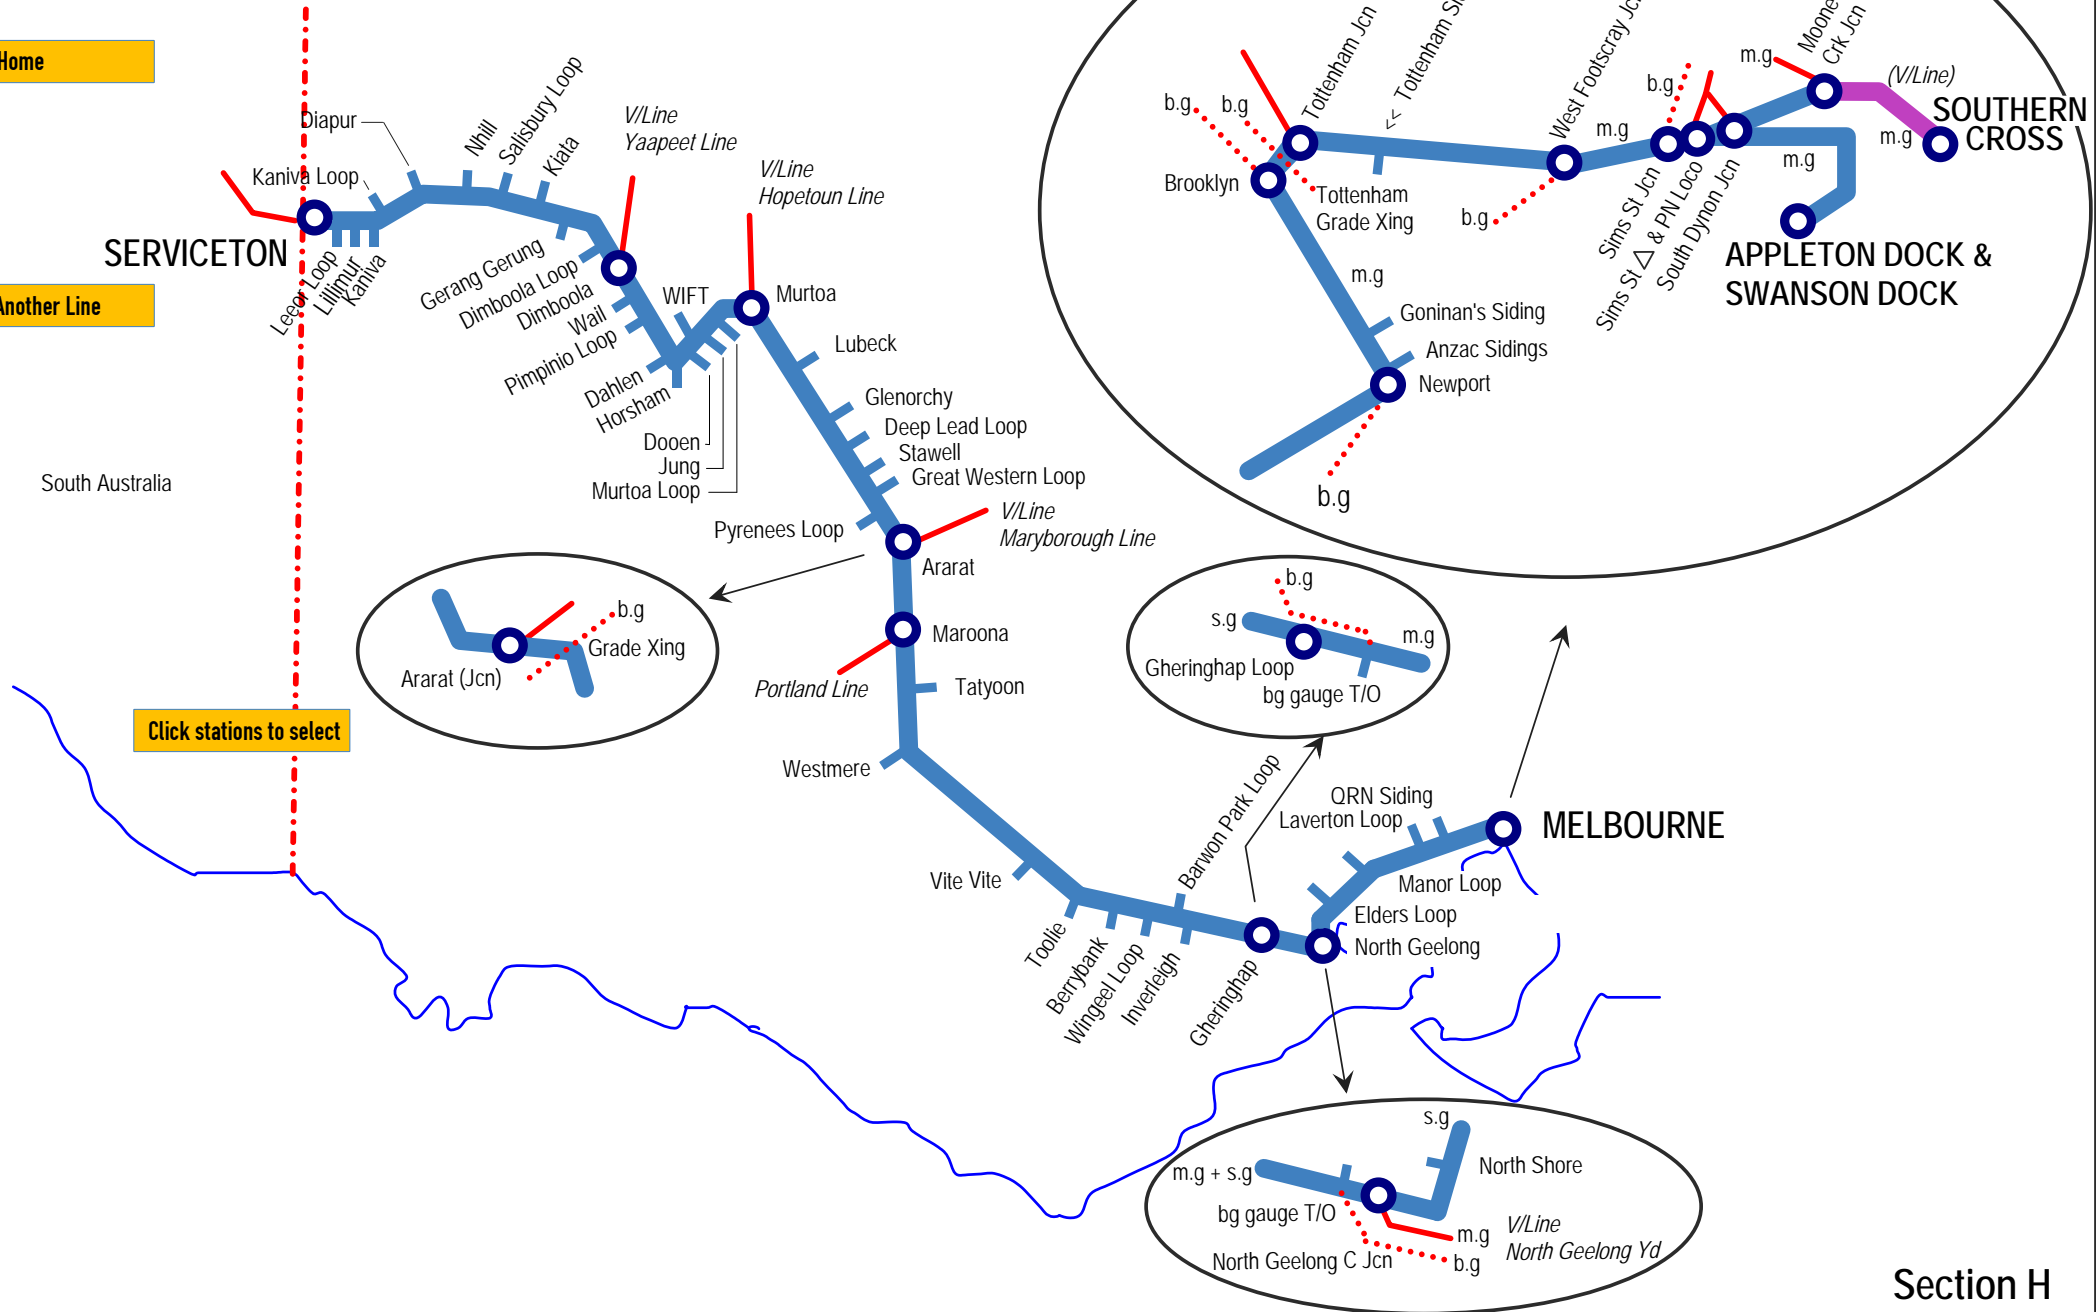 Home
Another Line
Click stations to select
South Australia
SERVICETON
Diapur
Kaniva Loop
Nhill
Salisbury Loop
Kiata
V/Line
Yaapeet Line
V/Line
Hopetoun Line
Leeor Loop
Lillimur
Kaniva
Gerang Gerung
Dimboola Loop
Dimboola
Wail
Pimpinio Loop
Dahlen
Horsham
WIFT
Murtoa
Dooen
Jung
Murtoa Loop
Lubeck
Glenorchy
Deep Lead Loop
Stawell
Great Western Loop
Pyrenees Loop
V/Line
Maryborough Line
Ararat
Maroona
Portland Line
Tatyoon
Westmere
Vite Vite
Toolie
Berrybank
Wingeel Loop
Inverleigh
Barwon Park Loop
Gheringhap
QRN Siding
Laverton Loop
MELBOURNE
Manor Loop
Elders Loop
North Geelong
b.g
Grade Xing
Ararat (Jcn)
b.g
s.g
m.g
Gheringhap Loop
bg gauge T/O
s.g
North Shore
m.g + s.g
bg gauge T/O
m.g
V/Line
North Geelong Yd
North Geelong C Jcn
b.g
b.g
b.g
Tottenham Jcn
<< Tottenham
West Footscray Jcn
Crk Jcn
m.g
(V/Line)
SOUTHERN
CROSS
m.g
b.g
m.g
m.g
Brooklyn
Tottenham
Grade Xing
b.g
Sims St Jcn
Sims St △ & PN Loco
South Dynon Jcn
APPLETON DOCK &
SWANSON DOCK
m.g
Goninan's Siding
Anzac Sidings
Newport
b.g
Section H